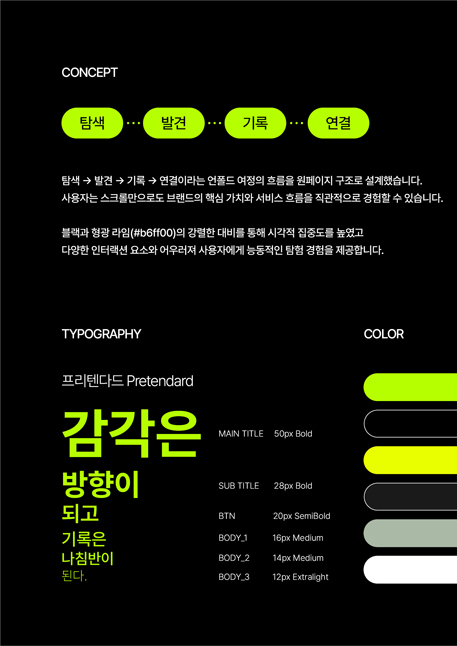 CONCEPT
탐색 ··· 발견 ··· 기록 ··· 연결
탐색 → 발견 → 기록 → 연결이라는 언폴드 여정의 흐름을 원페이지 구조로 설계했습니다.
사용자는 스크롤만으로도 브랜드의 핵심 가치와 서비스 흐름을 직관적으로 경험할 수 있습니다.
블랙과 형광 라임(#b6ff00)의 강렬한 대비를 통해 시각적 집중도를 높였고
다양한 인터랙션 요소와 어우러져 사용자에게 능동적인 탐험 경험을 제공합니다.
TYPOGRAPHY
COLOR
프리텐다드 Pretendard
감각은
MAIN TITLE 50px Bold
방향이
SUB TITLE 28px Bold
되고
BTN 20px SemiBold
기록은
BODY_1 16px Medium
나침반이
BODY_2 14px Medium
된다.
BODY_3 12px Extralight